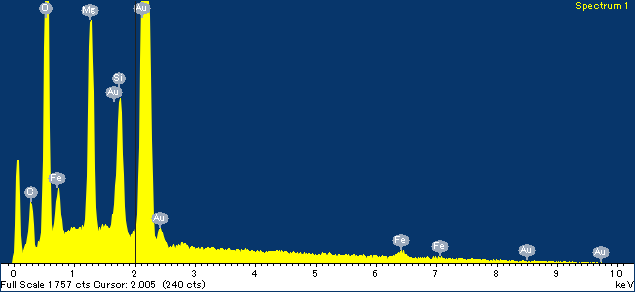 Spectrum 1
O Mg Au
Si
Au
Fe
Au
Fe Fe Au Au
0 1 2 3 4 5 6 7 8 9 10
Full Scale 1757 cts Cursor: 2.005 (240 cts) keV